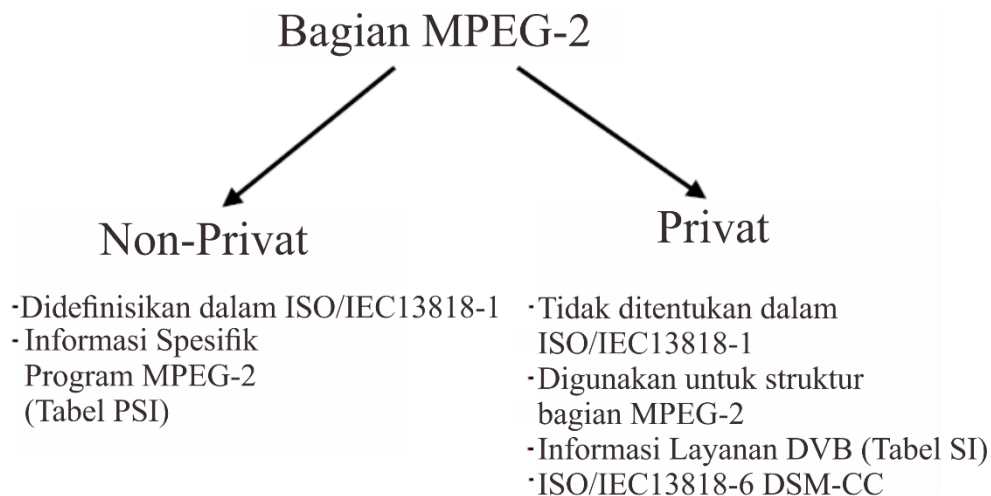 Bagian MPEG-2
Non-Privat
-Didefinisikan dalam ISO/IEC13818-1
- Informasi Spesifik
Program MPEG-2
(Tabel PSI)
Privat
-Tidak ditentukan dalam
ISO/IEC13818-1
-Digunakan untuk struktur
bagian MPEG-2
-Informasi Layanan DVB (Tabel SI)
-ISO/IEC13818-6 DSM-CC